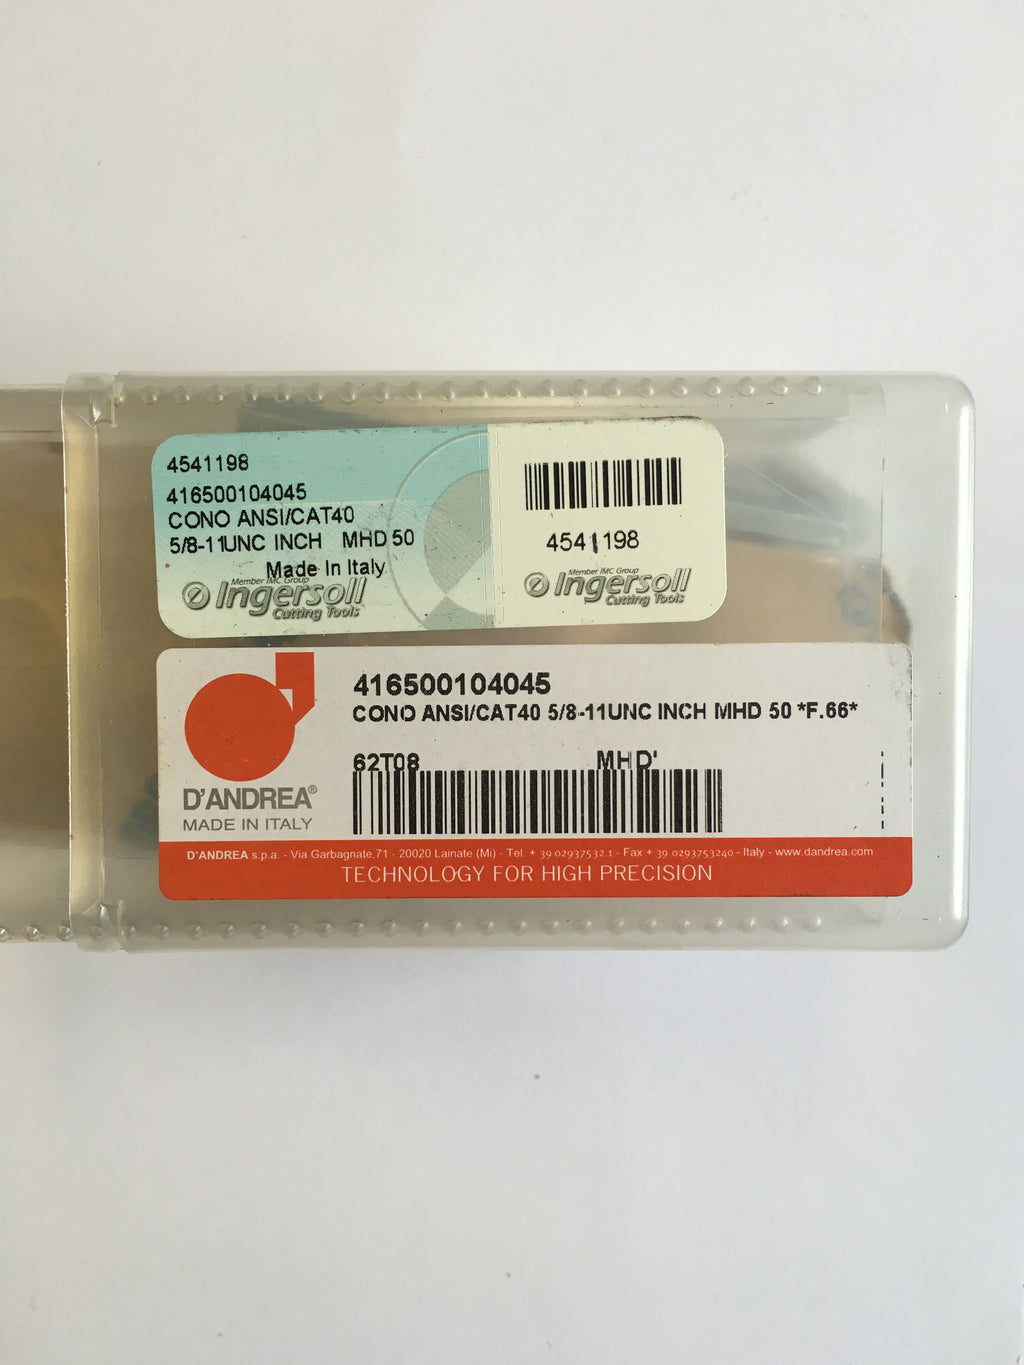 4541198
416500104045
CONO ANSI/CAT40
5/8-11UNC INCH MHD 50
Made In Italy
Member IMC Group
Ingersoll
Cutting Tools
4541198
Member IMC Group
Ingersoll
Cutting Tools
416500104045
CONO ANSI/CAT40 5/8-11UNC INCH MHD 50 *F.66*
62T08 MHD'
D'ANDREA®
MADE IN ITALY
D'ANDREA s.p.a. - Via Garbagnate,71 - 20020 Lainate (Mi) - Tel. + 39 02937532.1 - Fax + 39 0293753240 - Italy - www.dandrea.com
TECHNOLOGY FOR HIGH PRECISION